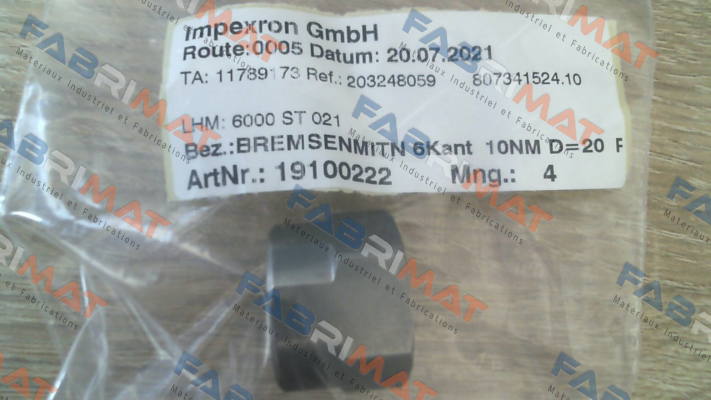 Impexron GmbH
Route:0005 Datum: 20.07.2021
TA: 11789173 Ref.: 203248059 807341524.10
LHM: 6000 ST 021
Bez.:BREMSENMITN 6Kant 10NM D=20 F
ArtNr.: 19100222 Mng.: 4
FABRIMAT
Materiaux Industriel et Fabrications